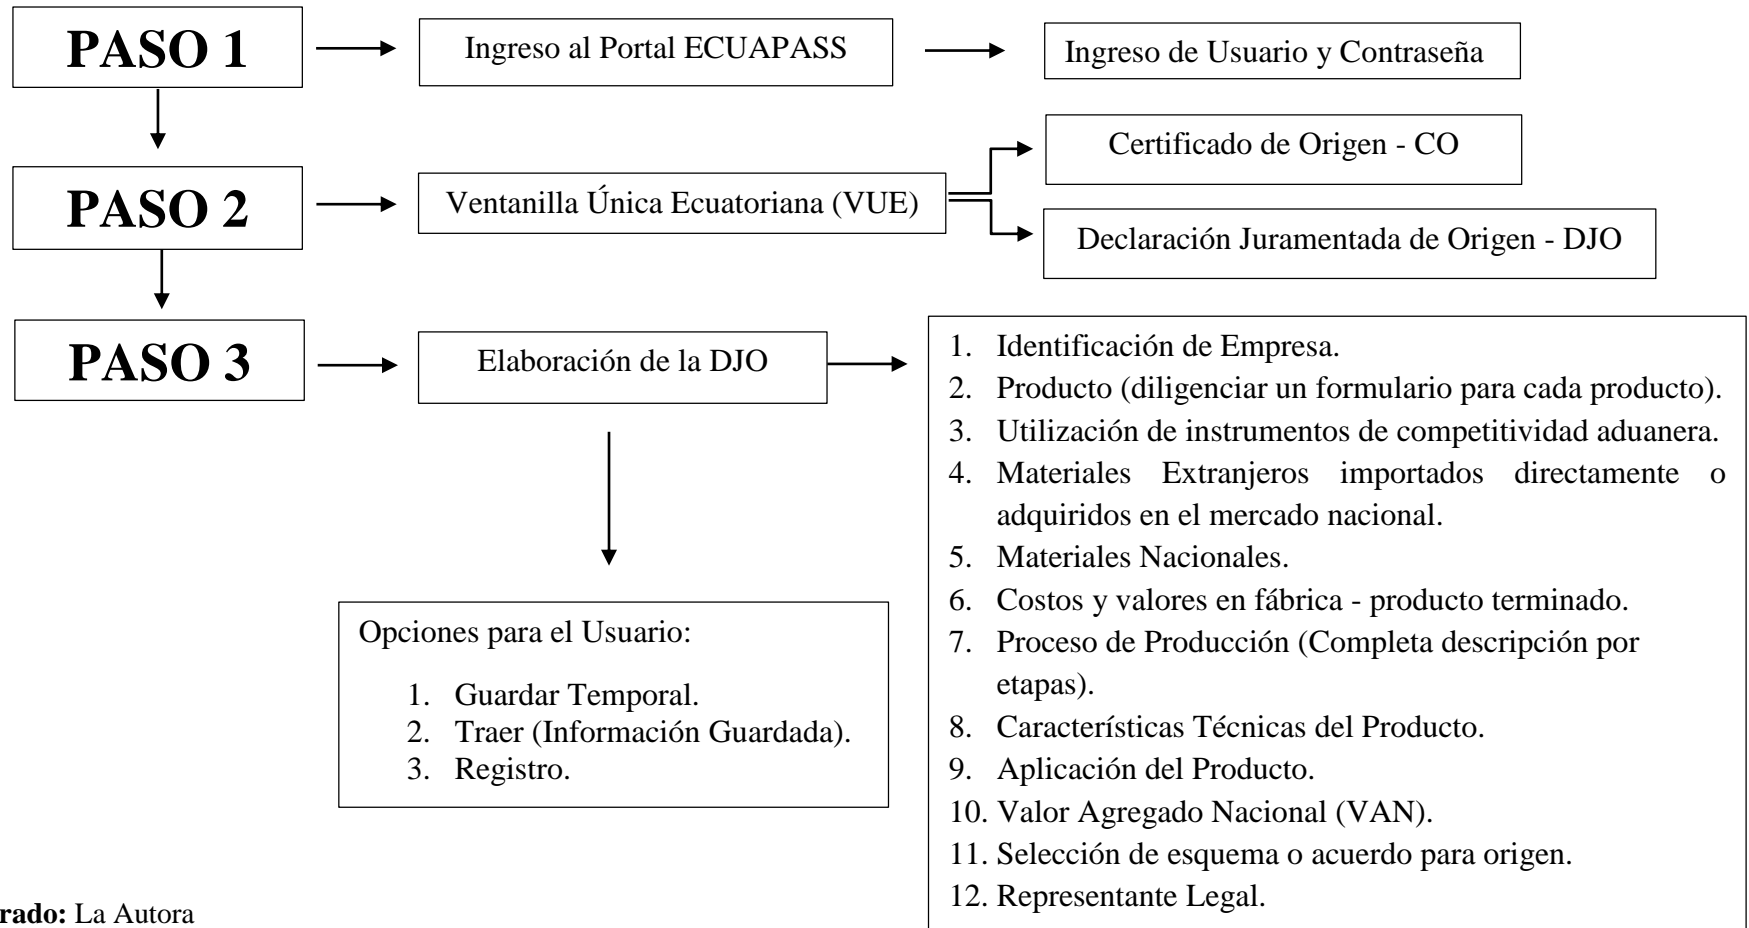 PASO 1
Ingreso al Portal ECUAPASS
Ingreso de Usuario y Contraseña
PASO 2
Ventanilla Única Ecuatoriana (VUE)
Certificado de Origen - CO
Declaración Juramentada de Origen - DJO
PASO 3
Elaboración de la DJO
1. Identificación de Empresa.
2. Producto (diligenciar un formulario para cada producto).
3. Utilización de instrumentos de competitividad aduanera.
4. Materiales Extranjeros importados directamente o
adquiridos en el mercado nacional.
5. Materiales Nacionales.
6. Costos y valores en fábrica - producto terminado.
7. Proceso de Producción (Completa descripción por
etapas).
8. Características Técnicas del Producto.
9. Aplicación del Producto.
10. Valor Agregado Nacional (VAN).
11. Selección de esquema o acuerdo para origen.
12. Representante Legal.
Opciones para el Usuario:
1. Guardar Temporal.
2. Traer (Información Guardada).
3. Registro.
rado: La Autora